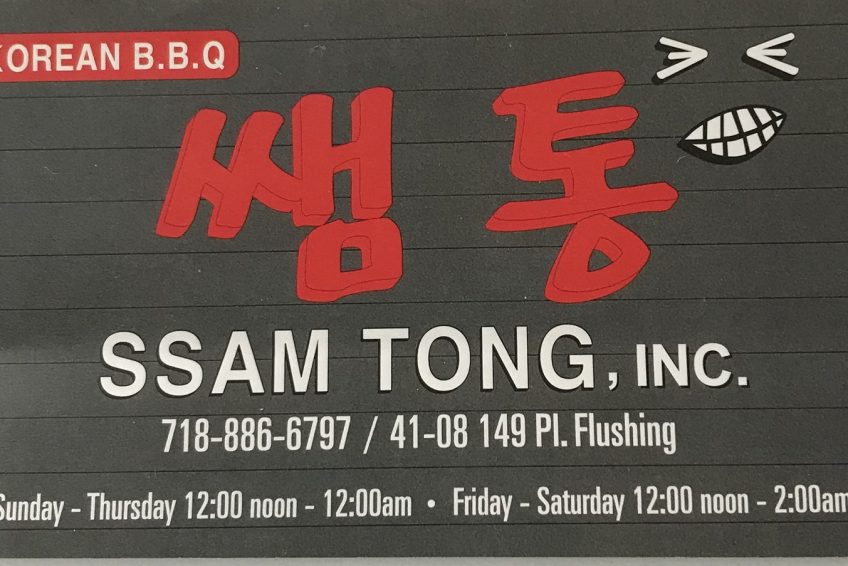 KOREAN B.B.Q
쌤통
SSAM TONG, INC.
718-886-6797 / 41-08 149 Pl. Flushing
Sunday - Thursday 12:00 noon - 12:00am • Friday - Saturday 12:00 noon - 2:00am